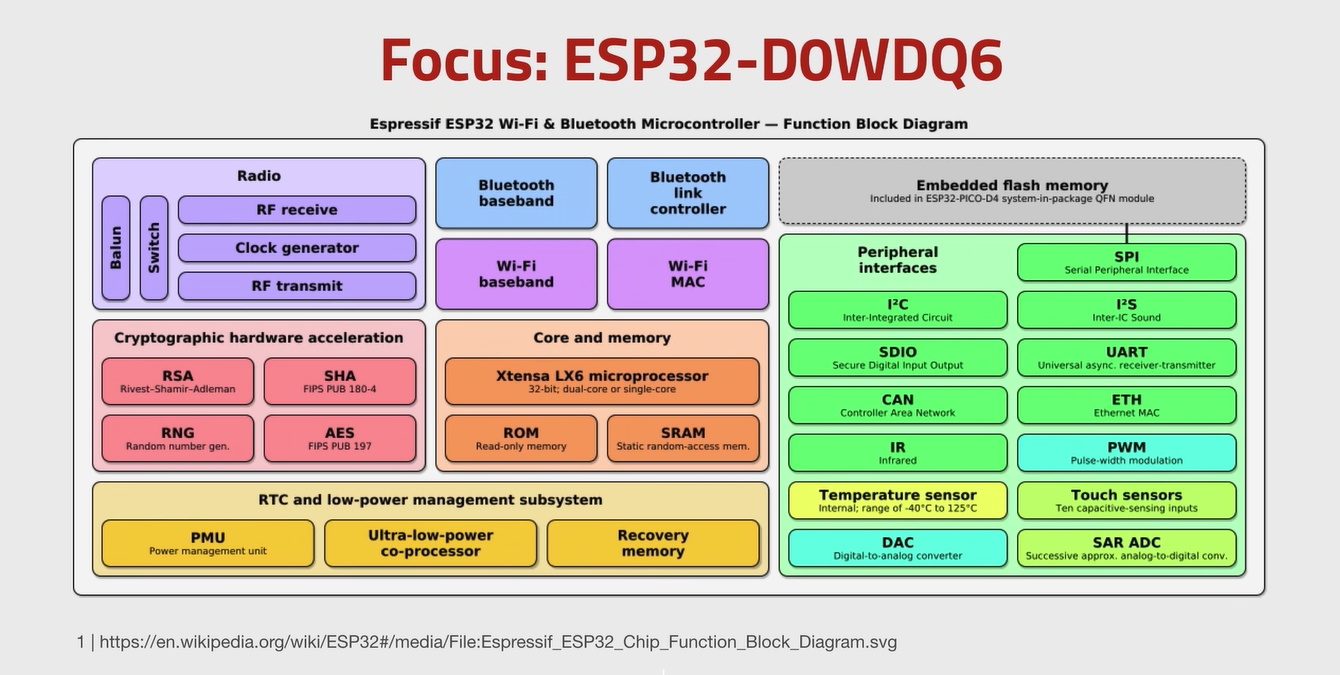 Focus: ESP32-D0WDQ6
Espressif ESP32 Wi-Fi & Bluetooth Microcontroller — Function Block Diagram
Radio
Balun
Switch
RF receive
Clock generator
RF transmit
Bluetooth
baseband
Bluetooth
link
controller
Wi-Fi
baseband
Wi-Fi
MAC
Cryptographic hardware acceleration
RSA
Rivest–Shamir–Adleman
SHA
FIPS PUB 180-4
RNG
Random number gen.
AES
FIPS PUB 197
Core and memory
Xtensa LX6 microprocessor
32-bit; dual-core or single-core
ROM
Read-only memory
SRAM
Static random-access mem.
RTC and low-power management subsystem
PMU
Power management unit
Ultra-low-power
co-processor
Recovery
memory
Embedded flash memory
Included in ESP32-PICO-D4 system-in-package QFN module
Peripheral
interfaces
SPI
Serial Peripheral Interface
I²C
Inter-Integrated Circuit
I²S
Inter-IC Sound
SDIO
Secure Digital Input Output
UART
Universal async. receiver-transmitter
CAN
Controller Area Network
ETH
Ethernet MAC
IR
Infrared
PWM
Pulse-width modulation
Temperature sensor
Internal; range of -40°C to 125°C
Touch sensors
Ten capacitive-sensing inputs
DAC
Digital-to-analog converter
SAR ADC
Successive approx. analog-to-digital conv.
1 | https://en.wikipedia.org/wiki/ESP32#/media/File:Espressif_ESP32_Chip_Function_Block_Diagram.svg